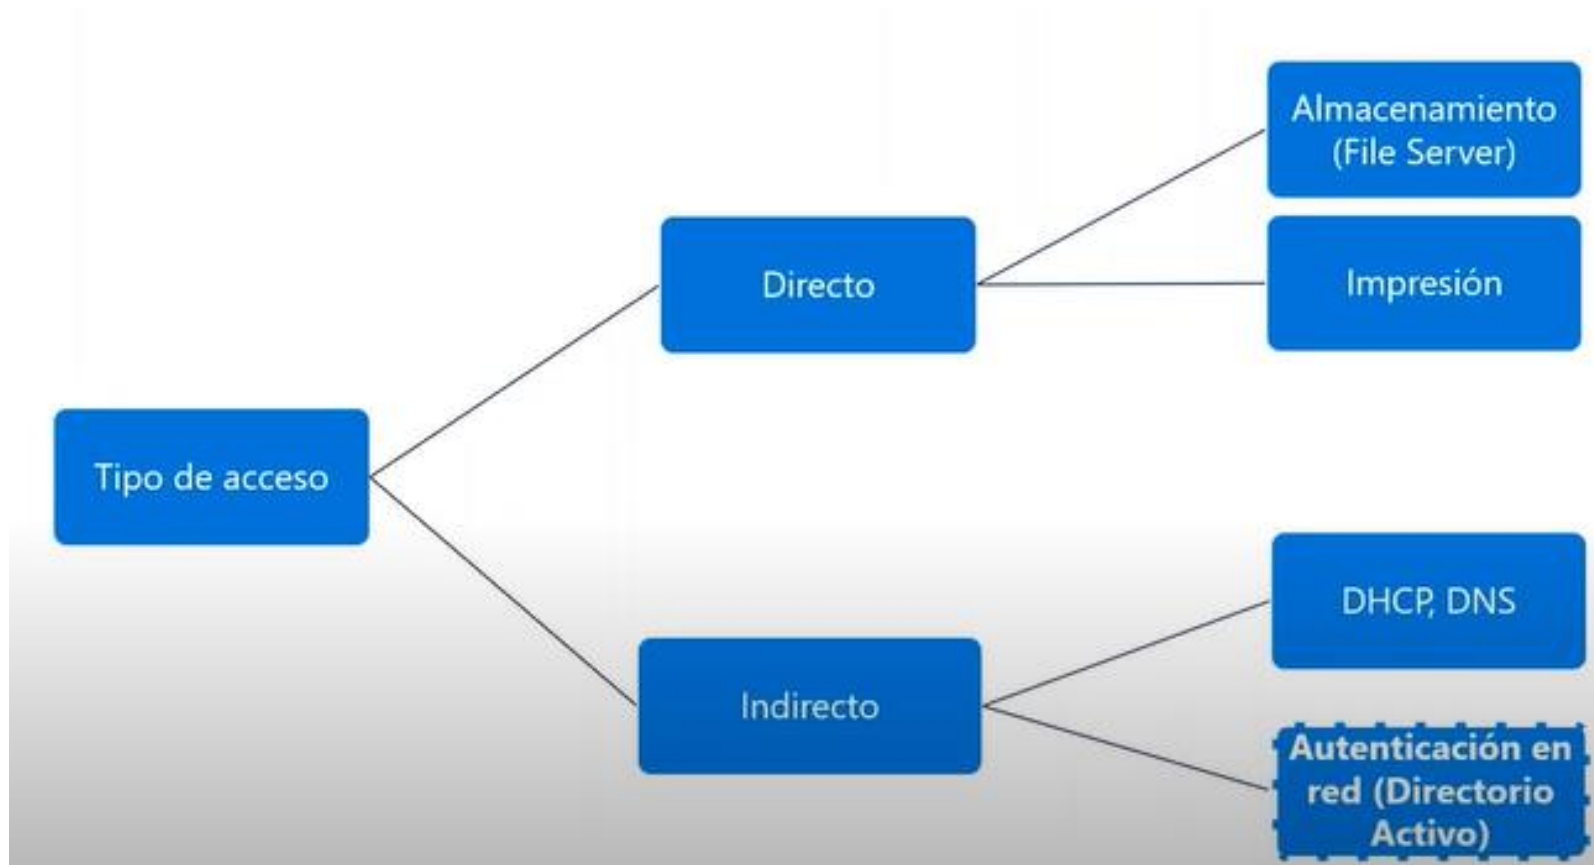 Almacenamiento
(File Server)
Directo
Impresión
Tipo de acceso
DHCP, DNS
Indirecto
Autenticación en
red (Directorio
Activo)